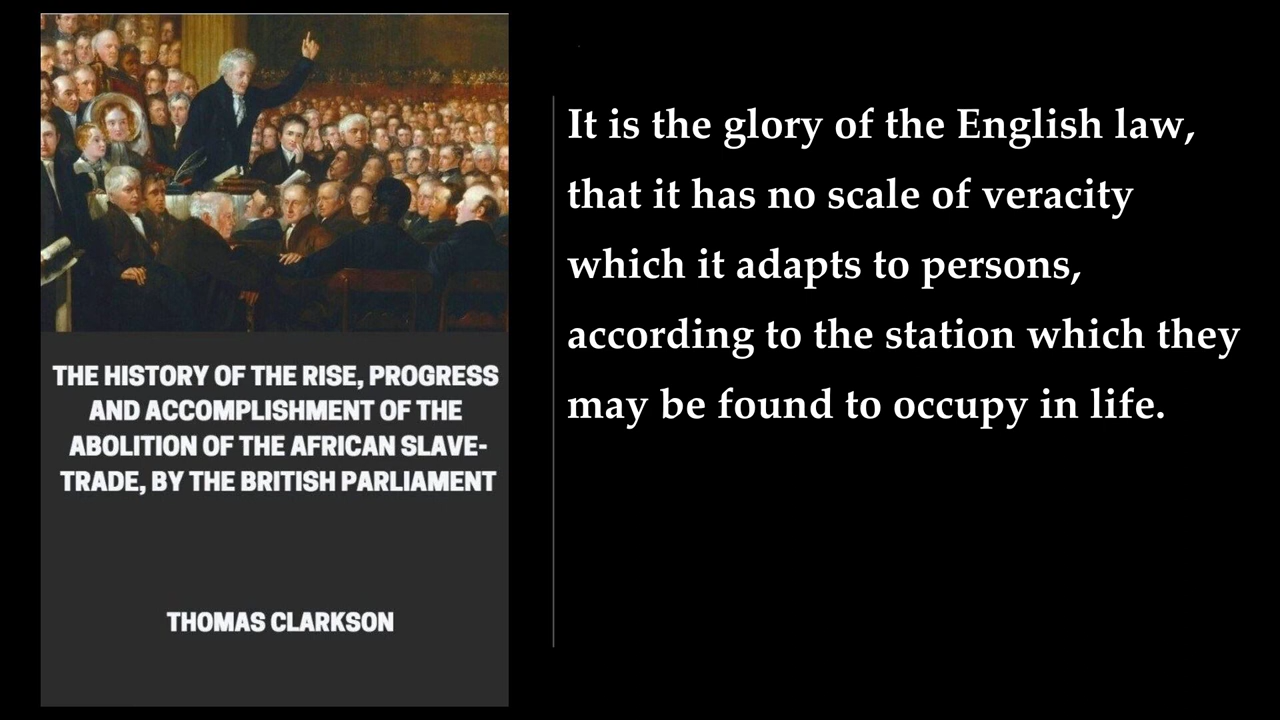 THE HISTORY OF THE RISE, PROGRESS
AND ACCOMPLISHMENT OF THE
ABOLITION OF THE AFRICAN SLAVE-
TRADE, BY THE BRITISH PARLIAMENT
THOMAS CLARKSON
It is the glory of the English law,
that it has no scale of veracity
which it adapts to persons,
according to the station which they
may be found to occupy in life.